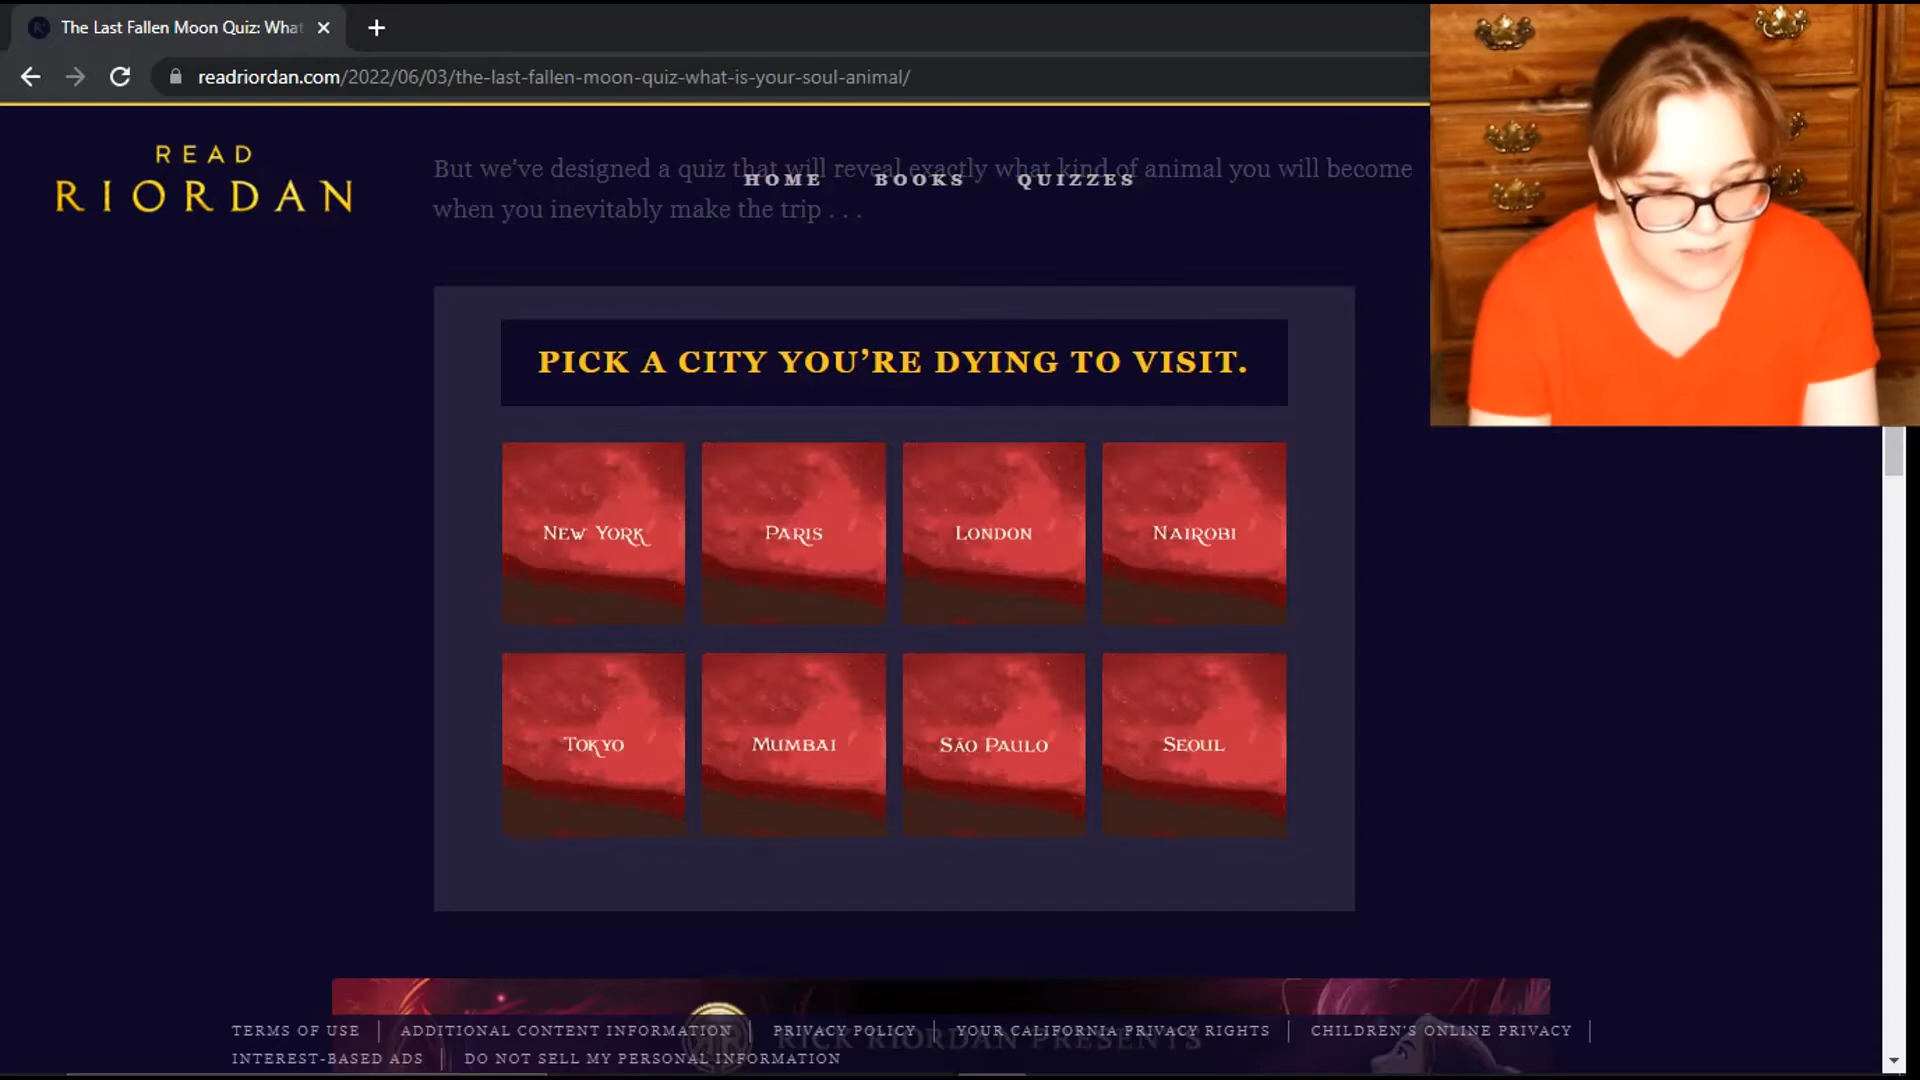 The Last Fallen Moon Quiz: What
readriordan.com/2022/06/03/the-last-fallen-moon-quiz-what-is-your-soul-animal/
READ
RIORDAN
HOME BOOKS QUIZZES
But we've designed a quiz that will reveal exactly what kind of animal you will become
when you inevitably make the trip . . .
PICK A CITY YOU'RE DYING TO VISIT.
NEW YORK PARIS LONDON NAIROBI
TOKYO MUMBAI SÃO PAULO SEOUL
RICK RIORDAN PRESENTS
TERMS OF USE | ADDITIONAL CONTENT INFORMATION | PRIVACY POLICY | YOUR CALIFORNIA PRIVACY RIGHTS | CHILDREN'S ONLINE PRIVACY |
INTEREST-BASED ADS | DO NOT SELL MY PERSONAL INFORMATION